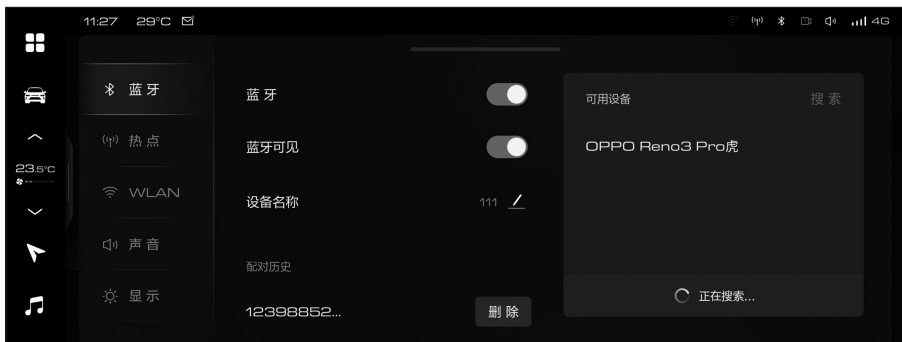 11:27 29°C 4G
23.5°C
蓝牙
热点
WLAN
声音
显示
蓝牙
蓝牙可见
设备名称 111
配对历史
12398852... 删除
可用设备 搜索
OPPO Reno3 Pro虎
正在搜索...